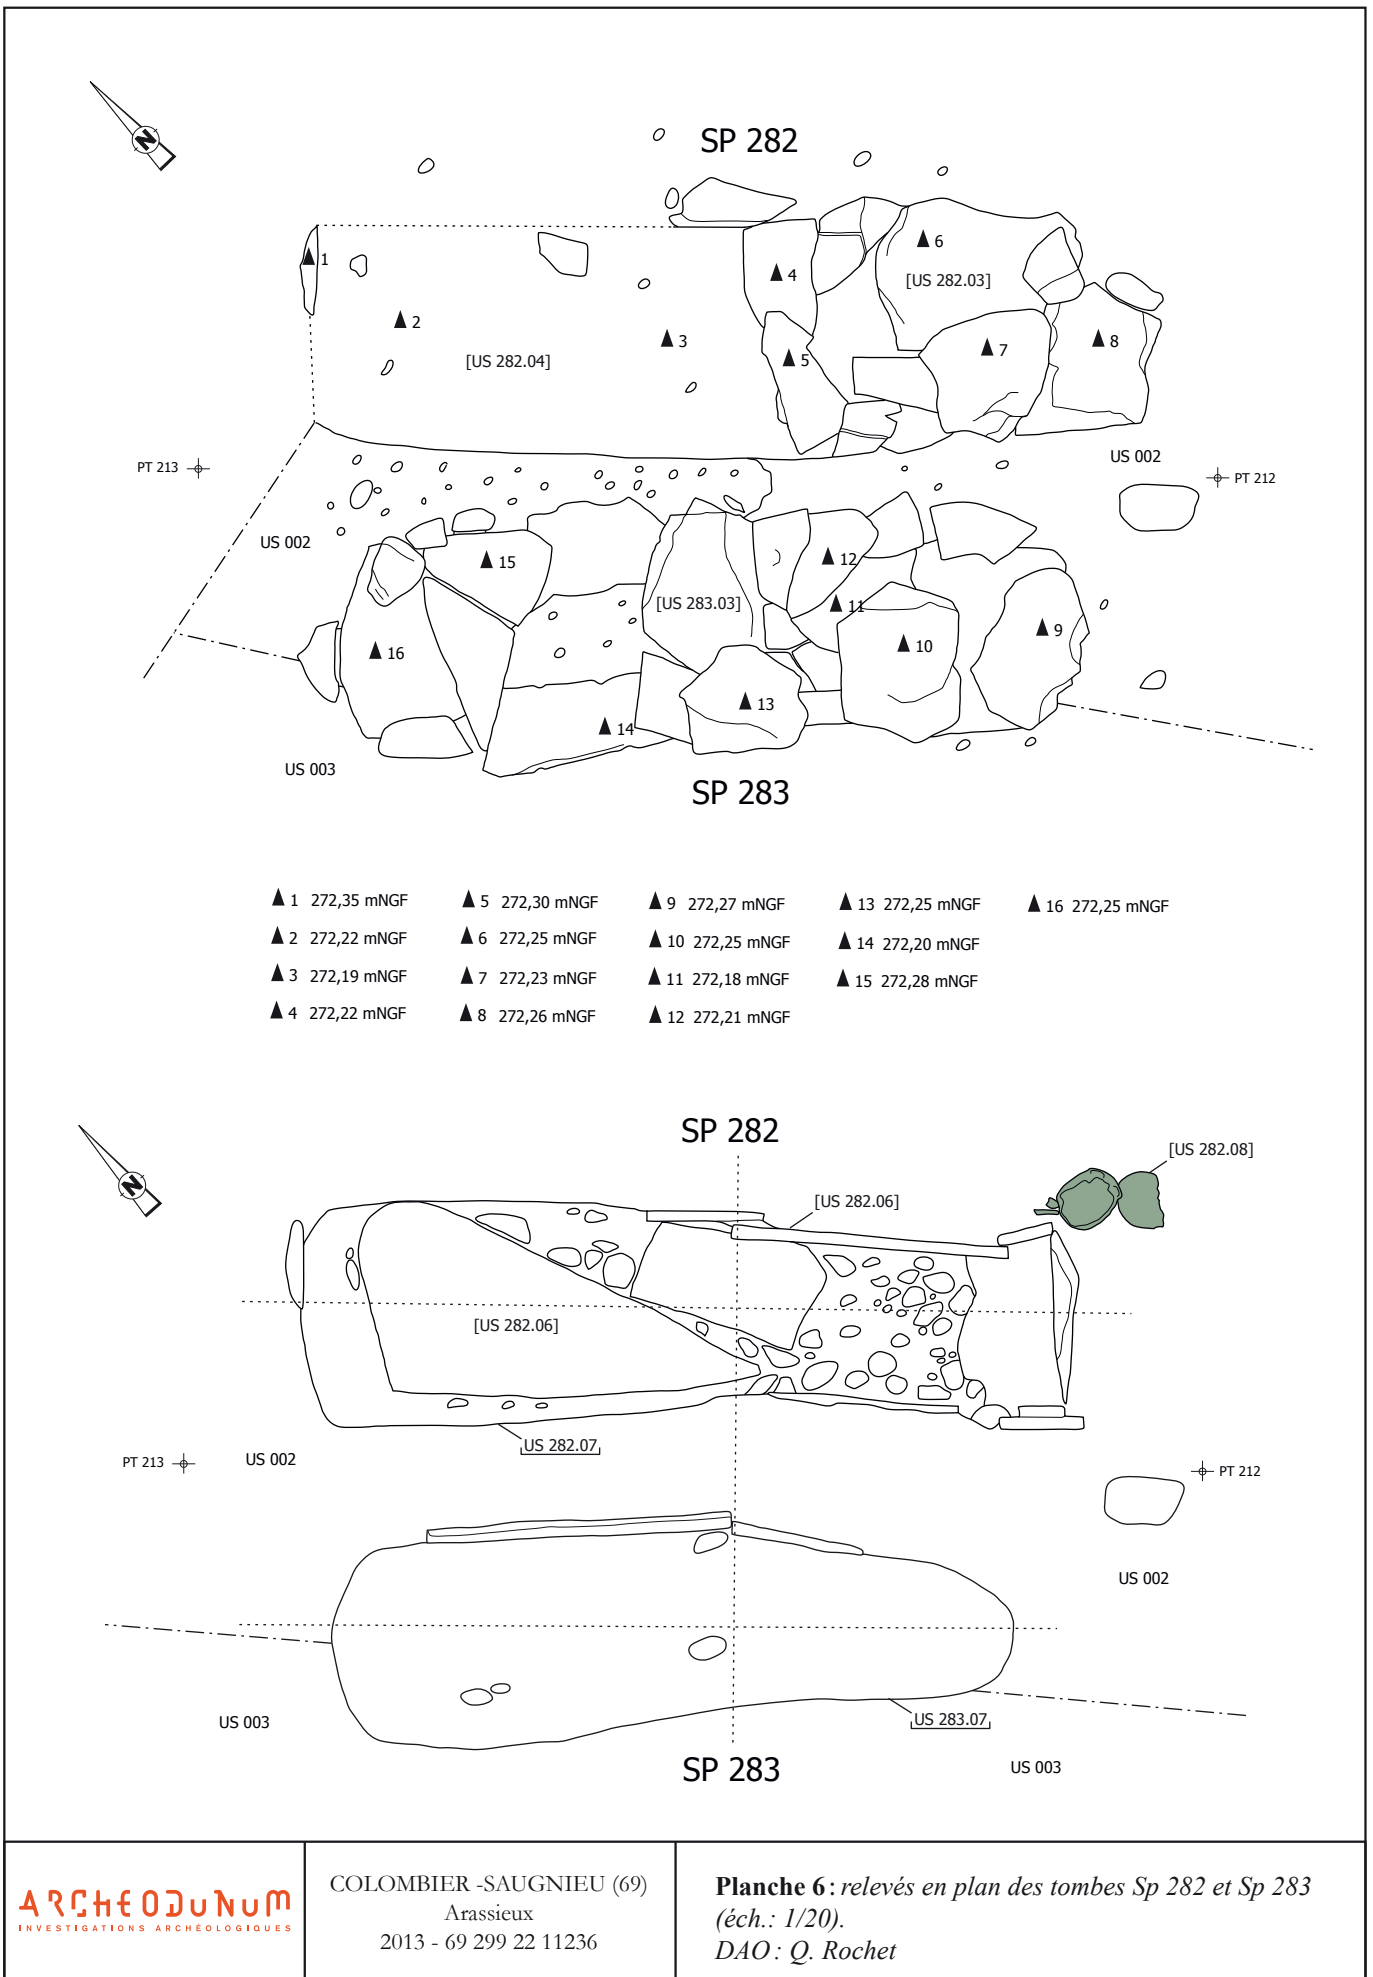 N
SP 282
1
2
3
4
5
6
7
8
[US 282.03]
[US 282.04]
PT 213
US 002
PT 212
US 002
15
12
11
[US 283.03]
16
10
9
13
14
US 003
SP 283
1 272,35 mNGF
2 272,22 mNGF
3 272,19 mNGF
4 272,22 mNGF
5 272,30 mNGF
6 272,25 mNGF
7 272,23 mNGF
8 272,26 mNGF
9 272,27 mNGF
10 272,25 mNGF
11 272,18 mNGF
12 272,21 mNGF
13 272,25 mNGF
14 272,20 mNGF
15 272,28 mNGF
16 272,25 mNGF
N
SP 282
[US 282.08]
[US 282.06]
[US 282.06]
US 282.07
PT 213
US 002
PT 212
US 002
US 003
US 283.07
SP 283
US 003
ARCHEODUNUM
INVESTIGATIONS ARCHÉOLOGIQUES
COLOMBIER -SAUGNIEU (69)
Arassieux
2013 - 69 299 22 11236
Planche 6 : relevés en plan des tombes Sp 282 et Sp 283
(éch.: 1/20).
DAO : Q. Rochet